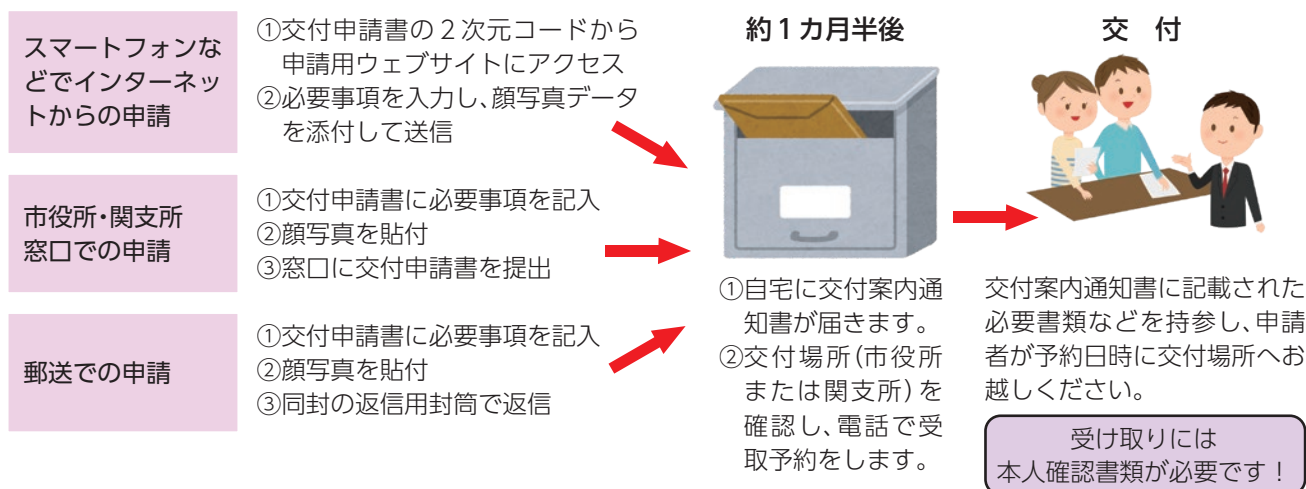 スマートフォンな
どでインターネッ
トからの申請
①交付申請書の2次元コードから
申請用ウェブサイトにアクセス
②必要事項を入力し、顔写真データ
を添付して送信
市役所・関支所
窓口での申請
①交付申請書に必要事項を記入
②顔写真を貼付
③窓口に交付申請書を提出
郵送での申請
①交付申請書に必要事項を記入
②顔写真を貼付
③同封の返信用封筒で返信
約1カ月半後
①自宅に交付案内通
知書が届きます。
②交付場所(市役所
または関支所)を
確認し、電話で受
取予約をします。
交 付
交付案内通知書に記載された
必要書類などを持参し、申請
者が予約日時に交付場所へお
越しください。
受け取りには
本人確認書類が必要です!